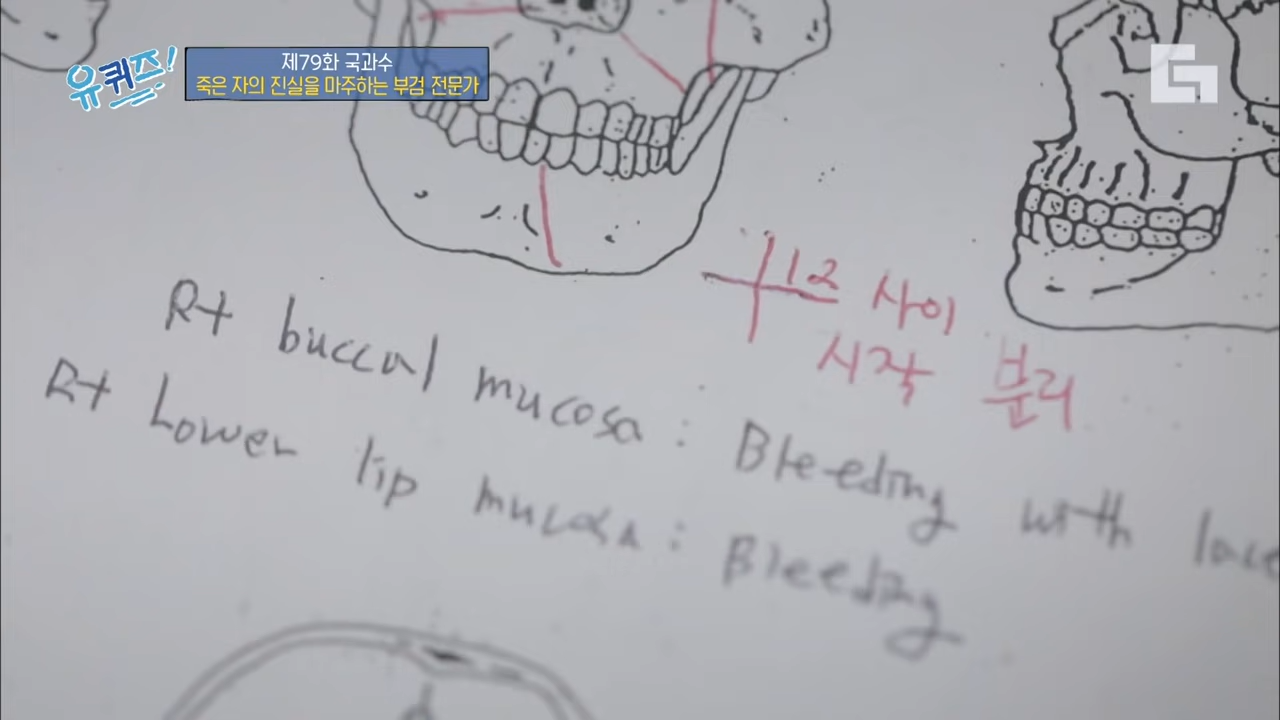 유퀴즈!
제79화 국과수
죽은 자의 진실을 마주하는 부검 전문가
12 사이
시작 분리
Rt buccal mucosa : Bleeding with lace
Rt Lower lip mucosa : Bleeding